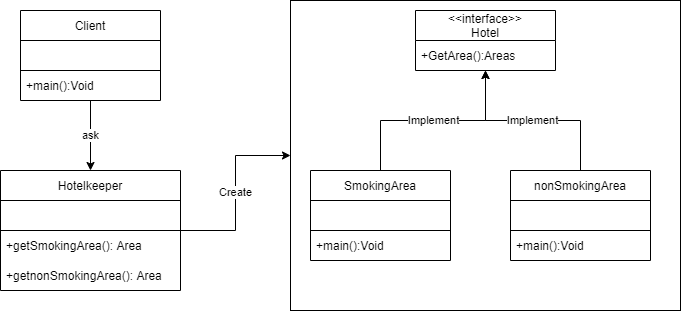 Client
+main():Void
ask
Hotelkeeper
+getSmokingArea(): Area
+getnonSmokingArea(): Area
Create
<<interface>>
Hotel
+GetArea():Areas
Implement
Implement
SmokingArea
+main():Void
nonSmokingArea
+main():Void